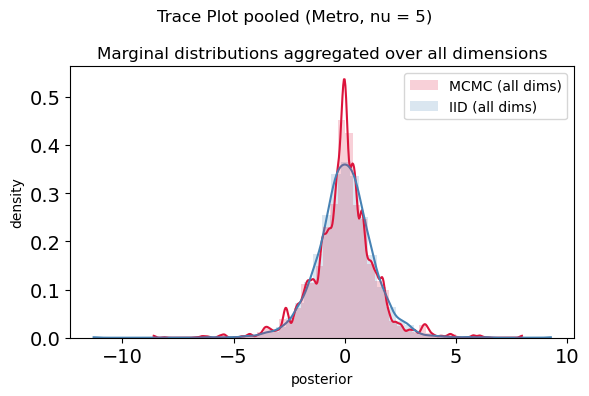 Trace Plot pooled (Metro, nu = 5)
Marginal distributions aggregated over all dimensions
MCMC (all dims)
IID (all dims)
density
0.5
0.4
0.3
0.2
0.1
0.0
−10
−5
0
5
10
posterior